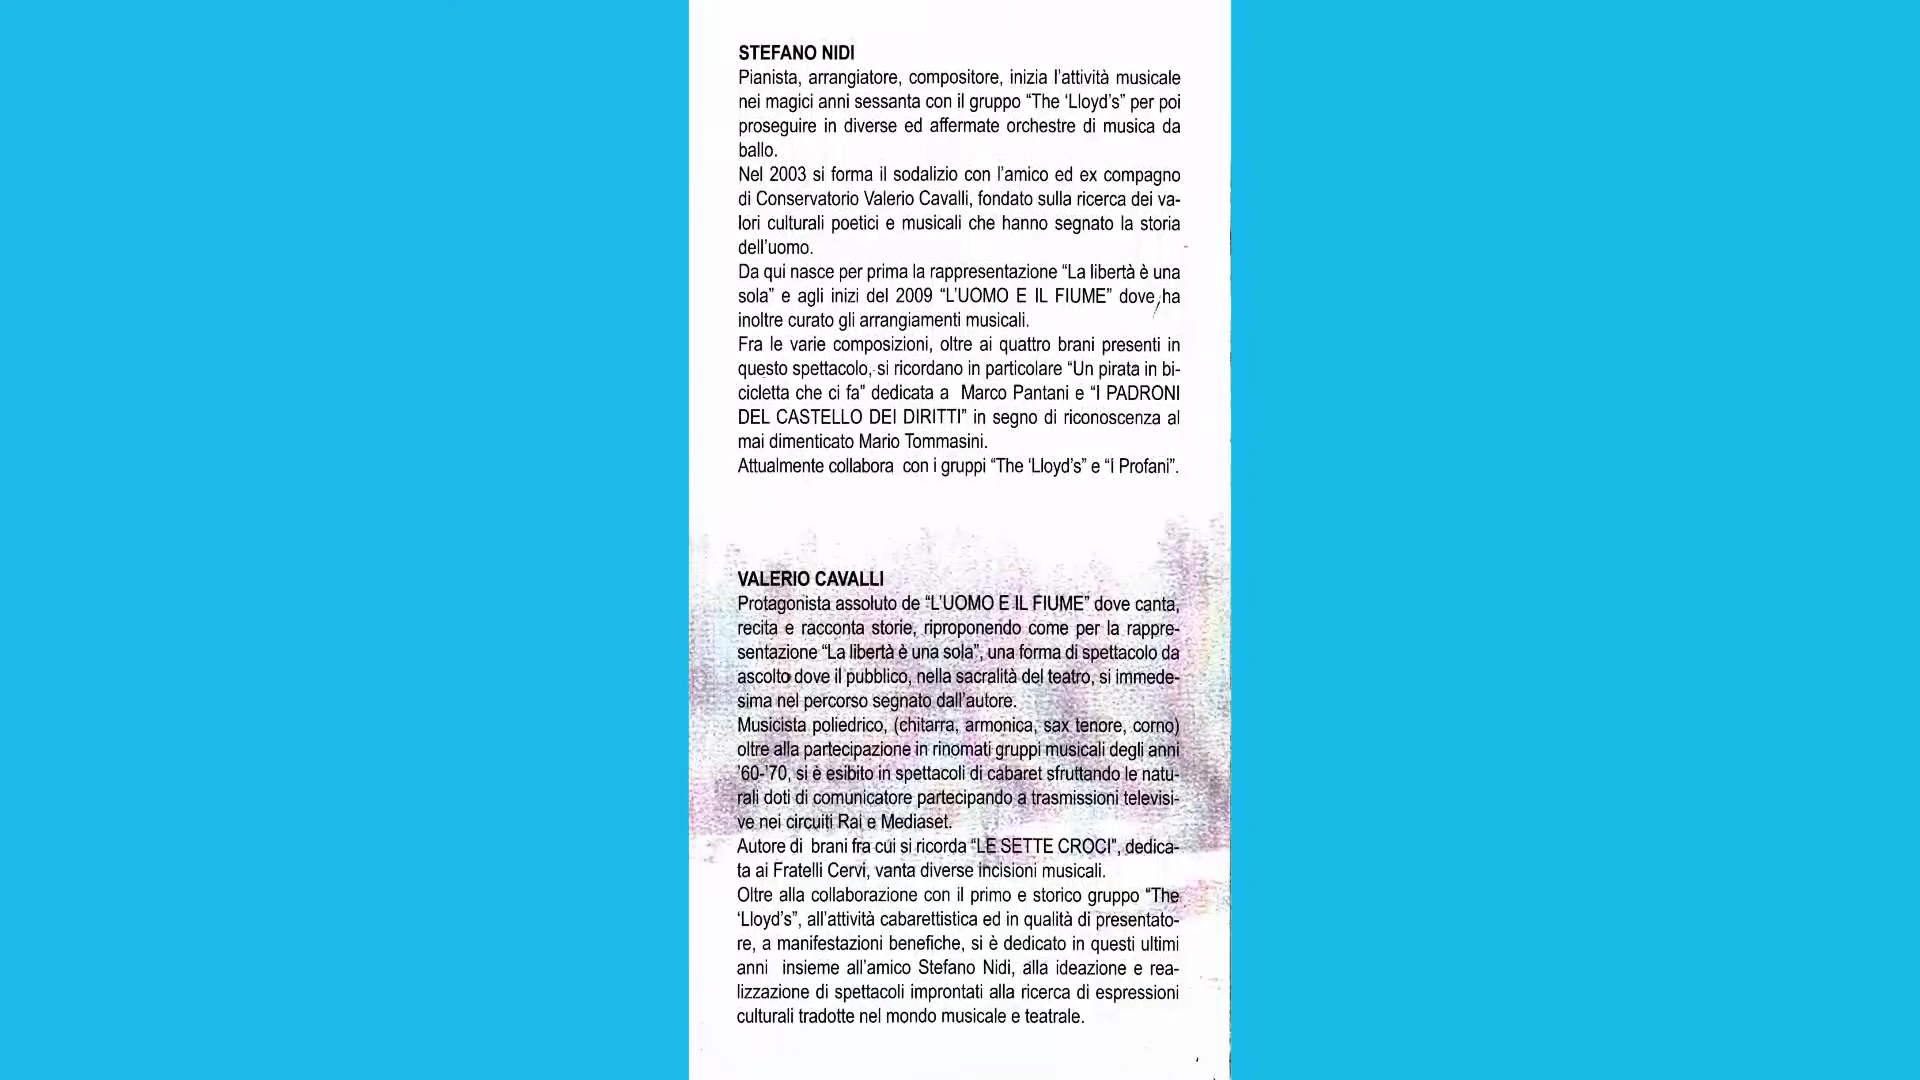 STEFANO NIDI
Pianista, arrangiatore, compositore, inizia l'attività musicale
nei magici anni sessanta con il gruppo “The ‘Lloyd’s” per poi
proseguire in diverse ed affermate orchestre di musica da
ballo.
Nel 2003 si forma il sodalizio con l'amico ed ex compagno
di Conservatorio Valerio Cavalli, fondato sulla ricerca dei va-
lori culturali poetici e musicali che hanno segnato la storia
dell'uomo.
Da qui nasce per prima la rappresentazione “La libertà è una
sola” e agli inizi del 2009 “L'UOMO E IL FIUME” dove ha
inoltre curato gli arrangiamenti musicali.
Fra le varie composizioni, oltre ai quattro brani presenti in
questo spettacolo, si ricordano in particolare “Un pirata in bi-
cicletta che ci fa” dedicata a Marco Pantani e “I PADRONI
DEL CASTELLO DEI DIRITTI” in segno di riconoscenza al
mai dimenticato Mario Tommasini.
Attualmente collabora con i gruppi “The ‘Lloyd’s” e “I Profani”.
VALERIO CAVALLI
Protagonista assoluto de “L'UOMO E IL FIUME” dove canta,
recita e racconta storie, riproponendo come per la rappre-
sentazione “La libertà è una sola”, una forma di spettacolo da
ascolto dove il pubblico, nella sacralità del teatro, si immede-
sima nel percorso segnato dall'autore.
Musicista poliedrico, (chitarra, armonica, sax tenore, corno)
oltre alla partecipazione in rinomati gruppi musicali degli anni
'60-'70, si è esibito in spettacoli di cabaret sfruttando le natu-
rali doti di comunicatore partecipando a trasmissioni televisi-
ve nei circuiti Rai e Mediaset.
Autore di brani fra cui si ricorda “LE SETTE CROCI”, dedica-
ta ai Fratelli Cervi, vanta diverse incisioni musicali.
Oltre alla collaborazione con il primo e storico gruppo “The
‘Lloyd’s”, all'attività cabarettistica ed in qualità di presentato-
re, a manifestazioni benefiche, si è dedicato in questi ultimi
anni insieme all'amico Stefano Nidi, alla ideazione e rea-
lizzazione di spettacoli improntati alla ricerca di espressioni
culturali tradotte nel mondo musicale e teatrale.